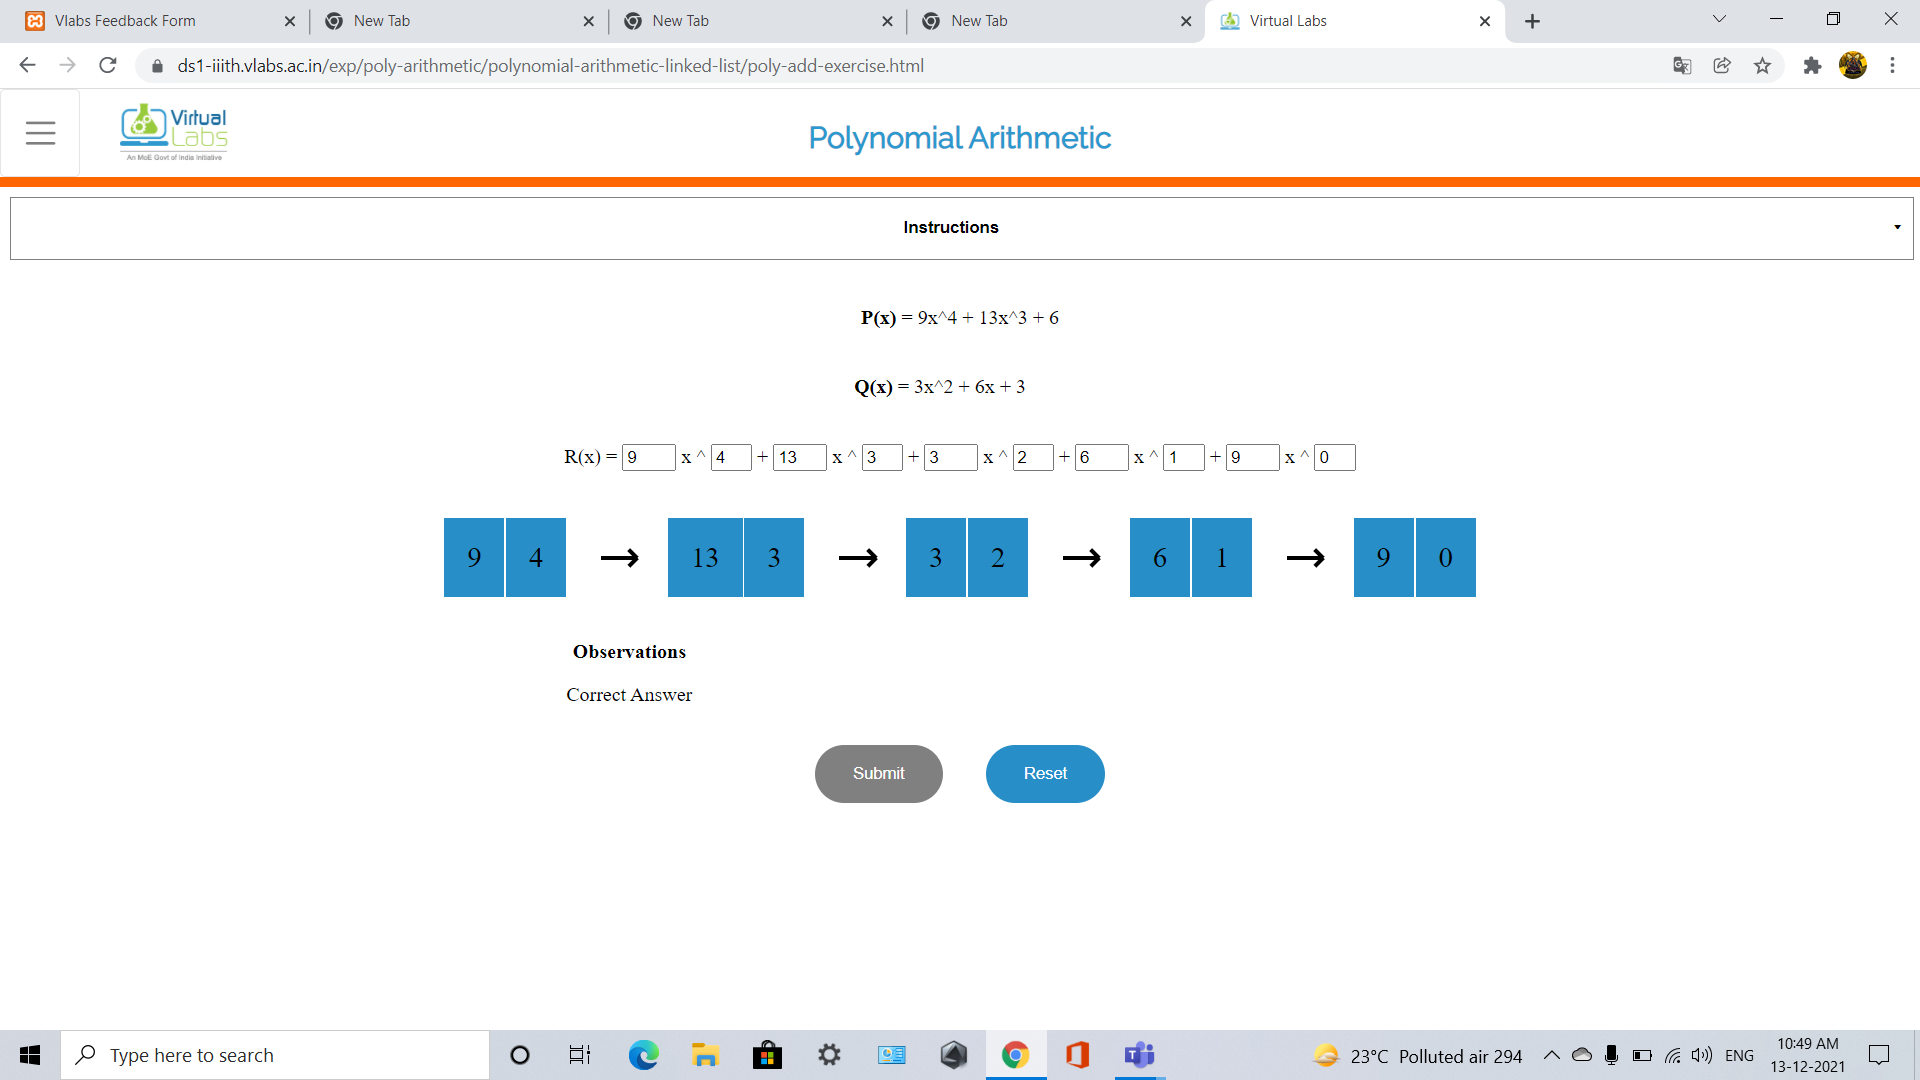 Vlabs Feedback Form
New Tab
New Tab
New Tab
Virtual Labs
ds1-iiith.vlabs.ac.in/exp/poly-arithmetic/polynomial-arithmetic-linked-list/poly-add-exercise.html
Virtual
Labs
An MoE Govt of India Initiative
Polynomial Arithmetic
Instructions
P(x) = 9x^4 + 13x^3 + 6
Q(x) = 3x^2 + 6x + 3
R(x) = 9 x ^ 4 + 13 x ^ 3 + 3 x ^ 2 + 6 x ^ 1 + 9 x ^ 0
9 4 → 13 3 → 3 2 → 6 1 → 9 0
Observations
Correct Answer
Submit Reset
Type here to search
23°C Polluted air 294
ENG
10:49 AM
13-12-2021